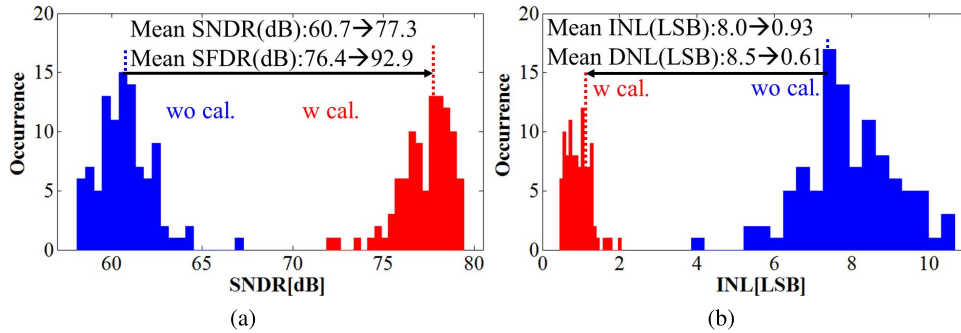 20
15
10
5
0
Occurrence
Mean SNDR(dB):60.7→77.3
Mean SFDR(dB):76.4→92.9
wo cal.
w cal.
60
65
70
75
80
SNDR[dB]
(a)
20
15
10
5
0
Occurrence
Mean INL(LSB):8.0→0.93
Mean DNL(LSB):8.5→0.61
w cal.
wo cal.
0
2
4
6
8
10
INL[LSB]
(b)